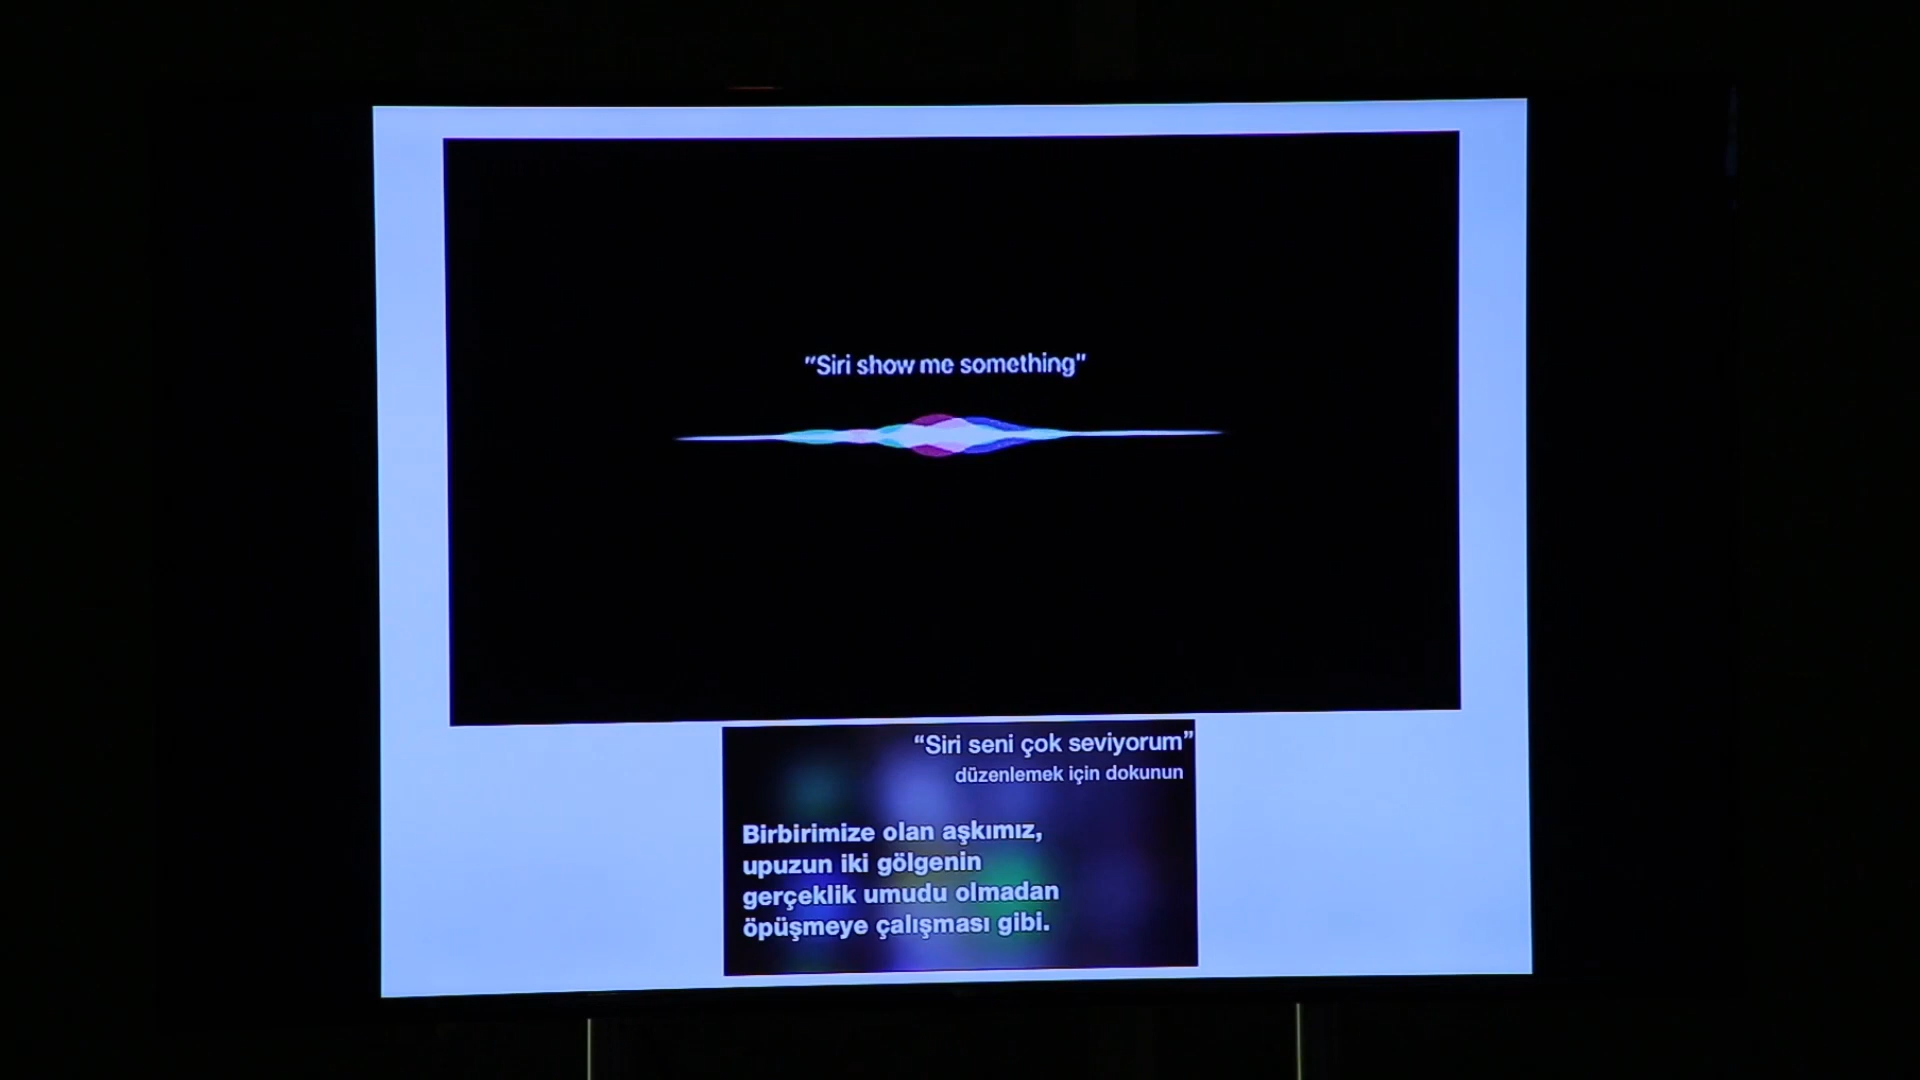 "Siri show me something"
“Siri seni çok seviyorum”
düzenlemek için dokunun
Birbirimize olan aşkımız,
upuzun iki gölgenin
gerçeklik umudu olmadan
öpüşmeye çalışması gibi.